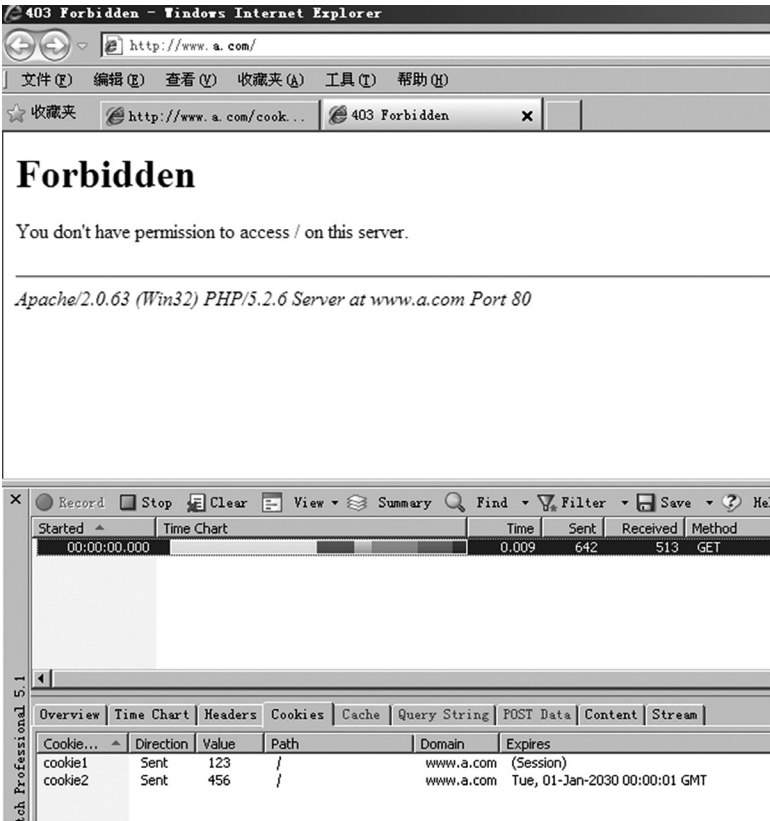 403 Forbidden - Windows Internet Explorer
http://www.a.com/
文件(F) 编辑(E) 查看(V) 收藏夹(A) 工具(T) 帮助(H)
收藏夹 http://www.a.com/cook... 403 Forbidden
Forbidden
You don't have permission to access / on this server.
Apache/2.0.63 (Win32) PHP/5.2.6 Server at www.a.com Port 80
Record Stop Clear View Summary Find Filter Save
Started Time Chart Time Sent Received Method
00:00:00.000 0.009 642 513 GET
Overview Time Chart Headers Cookies Cache Query String POST Data Content Stream
Cookie... Direction Value Path Domain Expires
cookie1 Sent 123 / www.a.com (Session)
cookie2 Sent 456 / www.a.com Tue, 01-Jan-2030 00:00:01 GMT
tch Professional 5.1